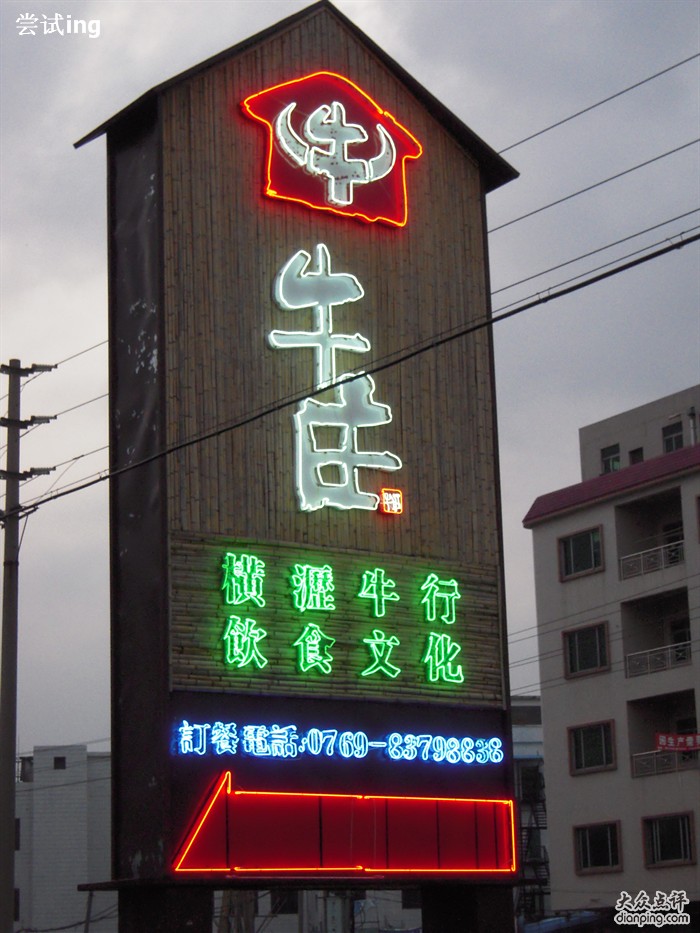 尝试ing
牛
牛庄
橫瀝牛行
飲食文化
訂餐電話:0769-83798838
大众点评
dianping.com